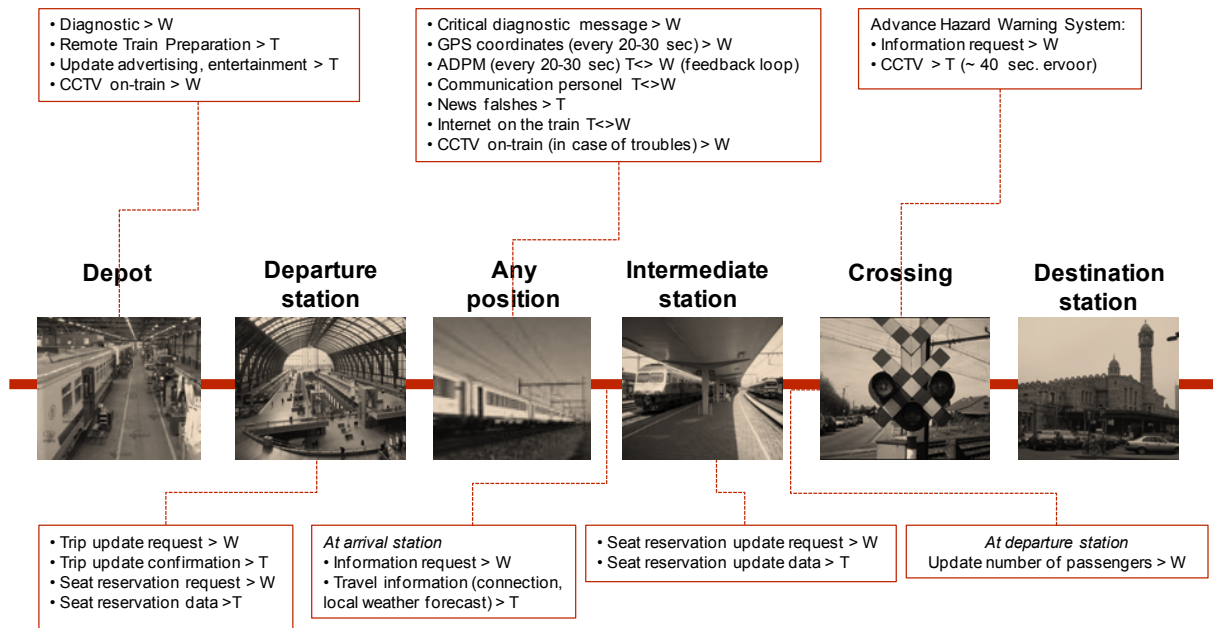 • Diagnostic > W
• Remote Train Preparation > T
• Update advertising, entertainment > T
• CCTV on-train > W
• Critical diagnostic message > W
• GPS coordinates (every 20-30 sec) > W
• ADPM (every 20-30 sec) T<> W (feedback loop)
• Communication personel T<>W
• News falshes > T
• Internet on the train T<>W
• CCTV on-train (in case of troubles) > W
Advance Hazard Warning System:
• Information request > W
• CCTV > T (~ 40 sec. ervoor)
Depot
Departure
station
Any
position
Intermediate
station
Crossing
Destination
station
• Trip update request > W
• Trip update confirmation > T
• Seat reservation request > W
• Seat reservation data >T
At arrival station
• Information request > W
• Travel information (connection,
local weather forecast) > T
• Seat reservation update request > W
• Seat reservation update data > T
At departure station
Update number of passengers > W